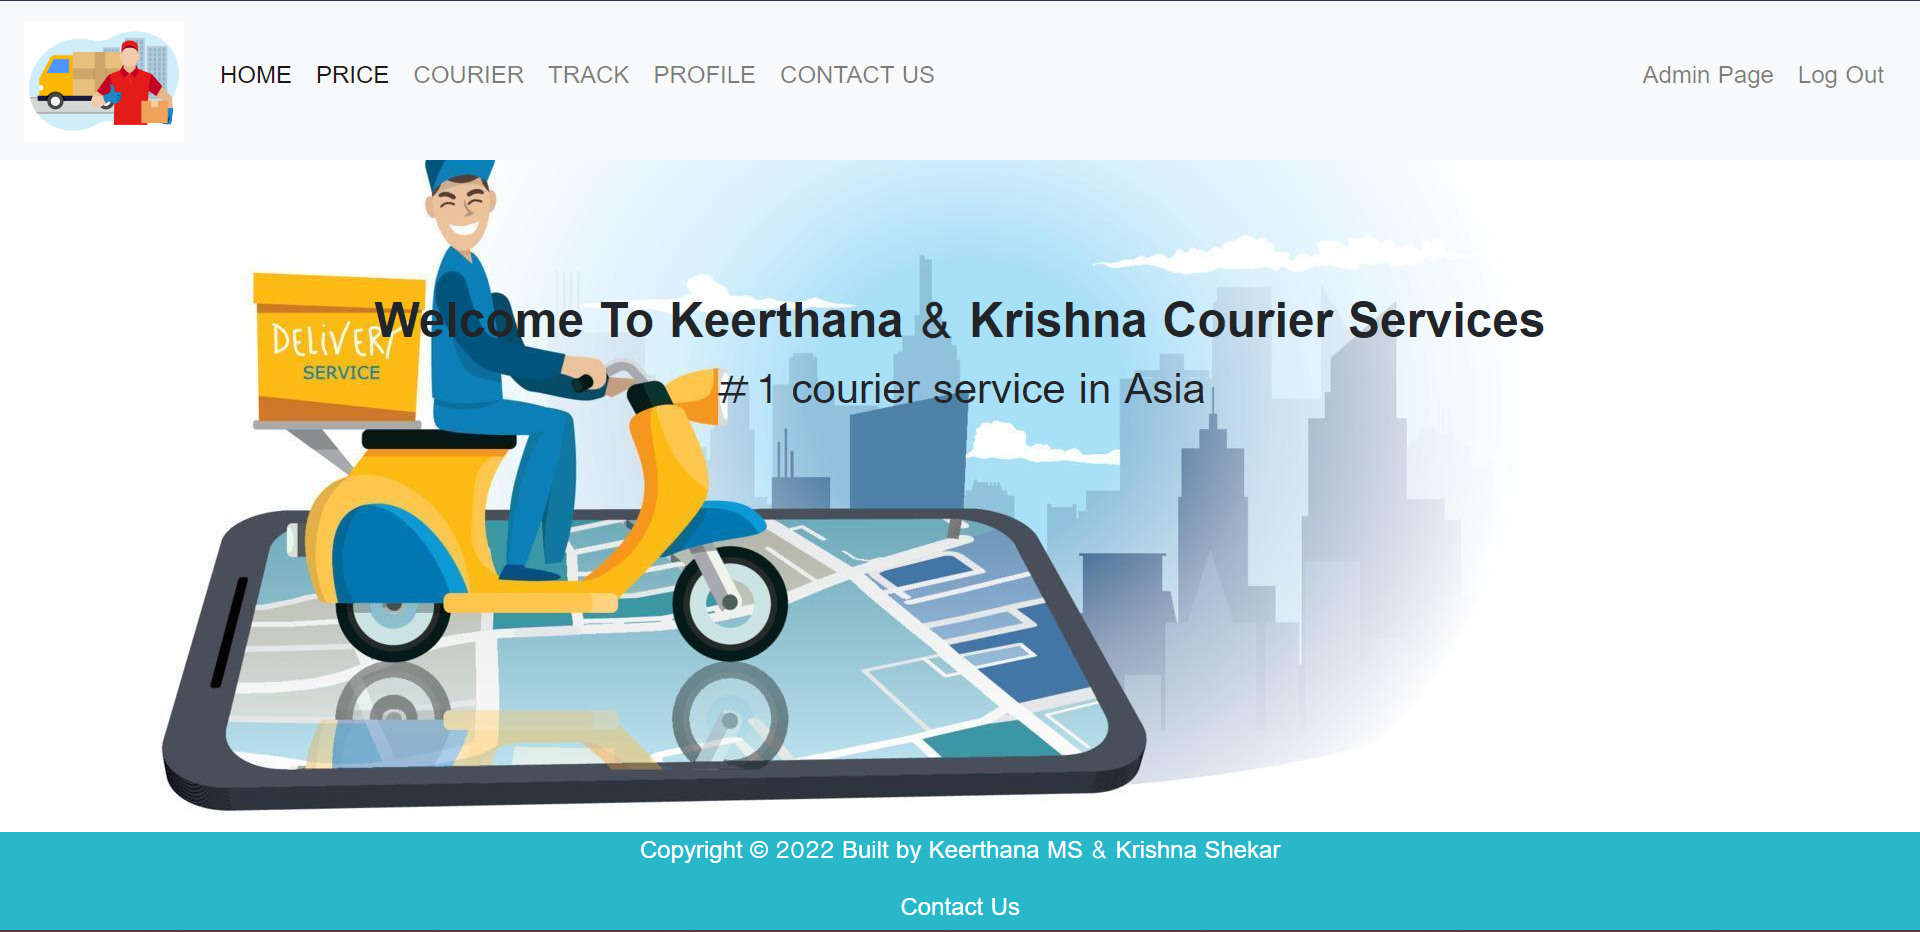 HOME PRICE COURIER TRACK PROFILE CONTACT US Admin Page Log Out
Welcome To Keerthana & Krishna Courier Services
DELIVERY
SERVICE
#1 courier service in Asia
Copyright © 2022 Built by Keerthana MS & Krishna Shekar
Contact Us